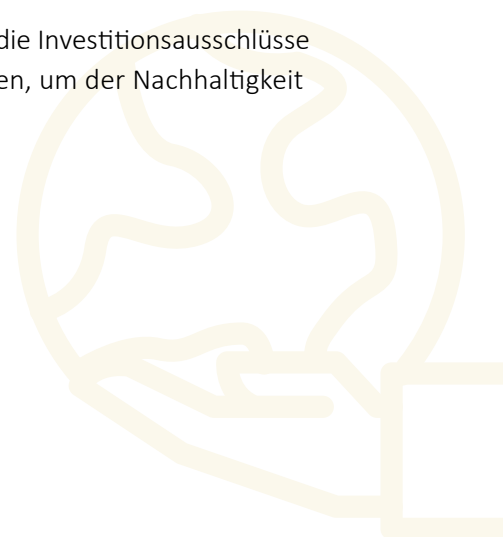 die Investitionsausschlüsse
en, um der Nachhaltigkeit